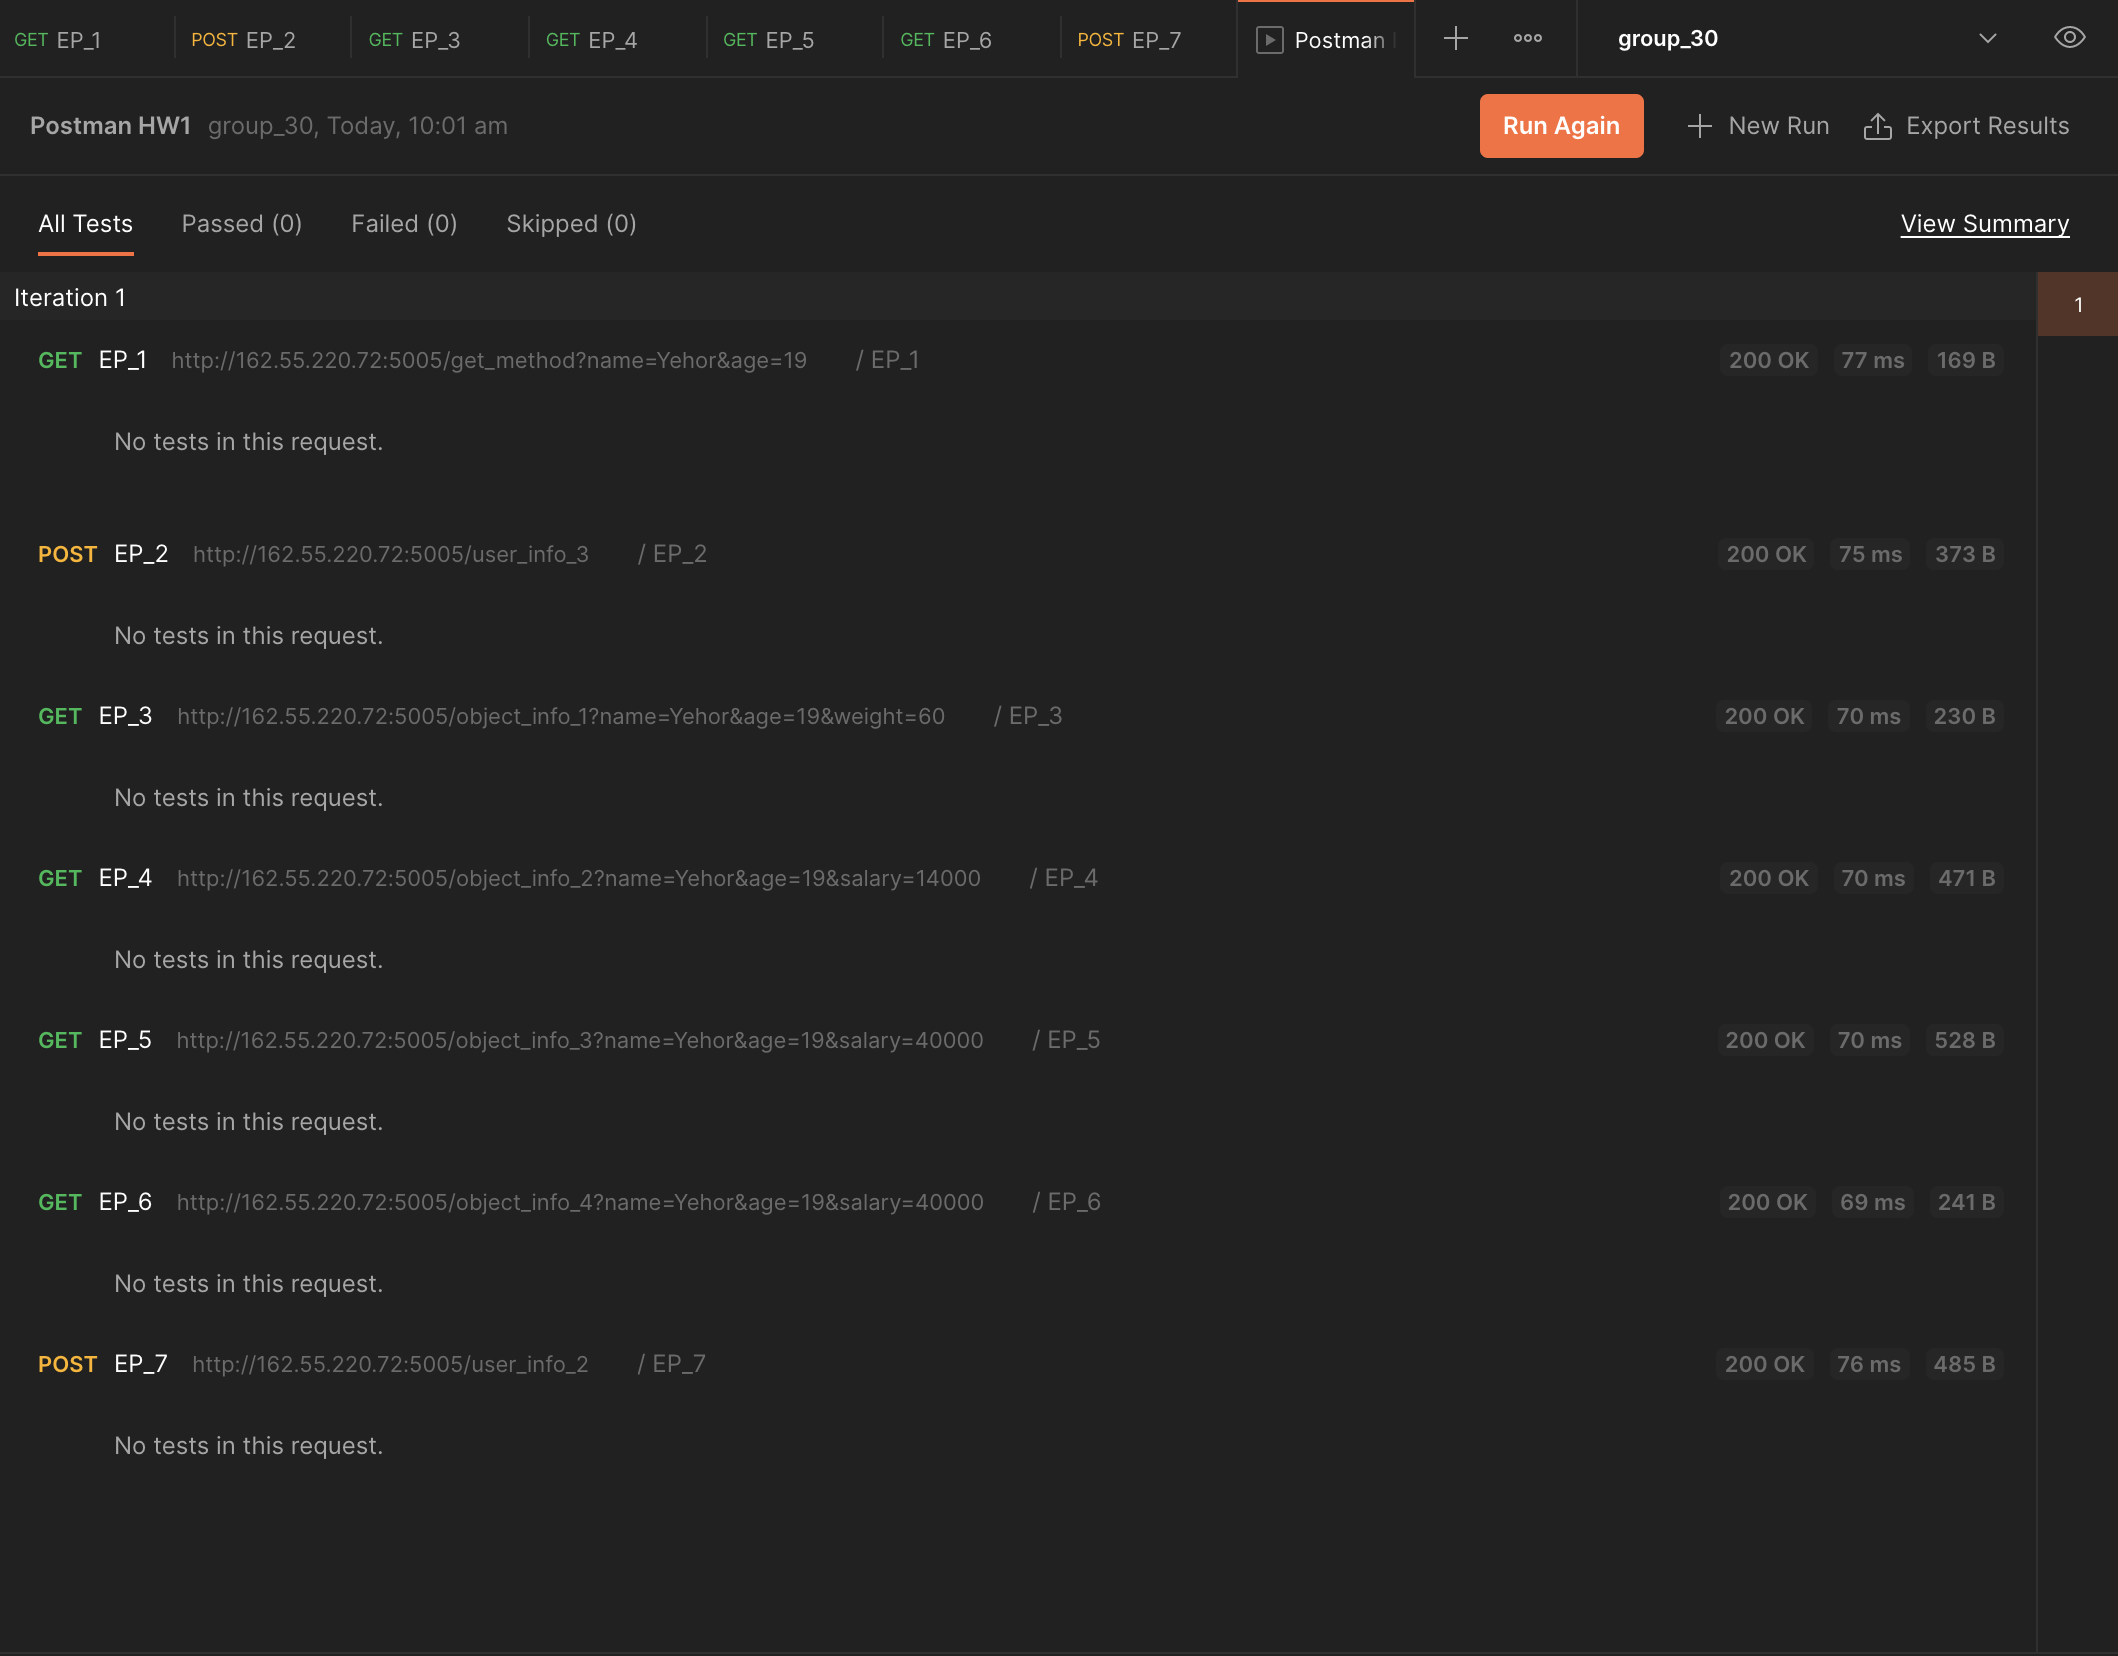 GET EP_1 POST EP_2 GET EP_3 GET EP_4 GET EP_5 GET EP_6 POST EP_7 Postman group_30
Postman HW1 group_30, Today, 10:01 am Run Again New Run Export Results
All Tests Passed (0) Failed (0) Skipped (0) View Summary
Iteration 1 1
GET EP_1 http://162.55.220.72:5005/get_method?name=Yehor&age=19 / EP_1 200 OK 77 ms 169 B
No tests in this request.
POST EP_2 http://162.55.220.72:5005/user_info_3 / EP_2 200 OK 75 ms 373 B
No tests in this request.
GET EP_3 http://162.55.220.72:5005/object_info_1?name=Yehor&age=19&weight=60 / EP_3 200 OK 70 ms 230 B
No tests in this request.
GET EP_4 http://162.55.220.72:5005/object_info_2?name=Yehor&age=19&salary=14000 / EP_4 200 OK 70 ms 471 B
No tests in this request.
GET EP_5 http://162.55.220.72:5005/object_info_3?name=Yehor&age=19&salary=40000 / EP_5 200 OK 70 ms 528 B
No tests in this request.
GET EP_6 http://162.55.220.72:5005/object_info_4?name=Yehor&age=19&salary=40000 / EP_6 200 OK 69 ms 241 B
No tests in this request.
POST EP_7 http://162.55.220.72:5005/user_info_2 / EP_7 200 OK 76 ms 485 B
No tests in this request.